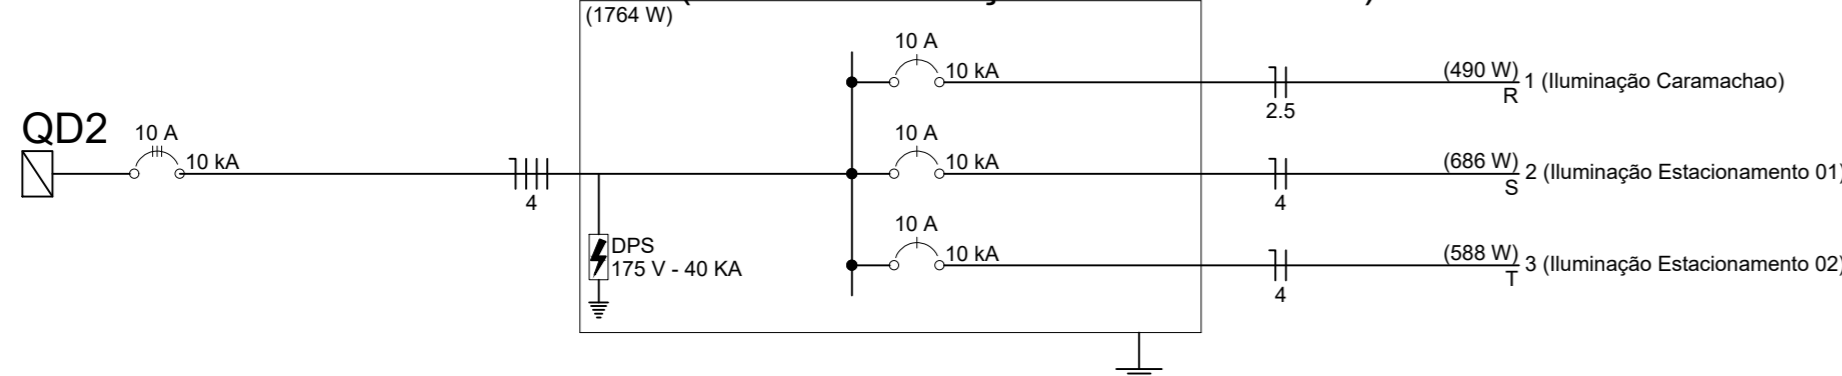 (1764 W)
10 A
10 kA
(490 W)
R
1 (Iluminação Caramachao)
2.5
QD2
10 A
10 kA
4
10 A
10 kA
(686 W)
S
2 (Iluminação Estacionamento 01)
4
DPS
175 V - 40 KA
10 A
10 kA
(588 W)
T
3 (Iluminação Estacionamento 02)
4